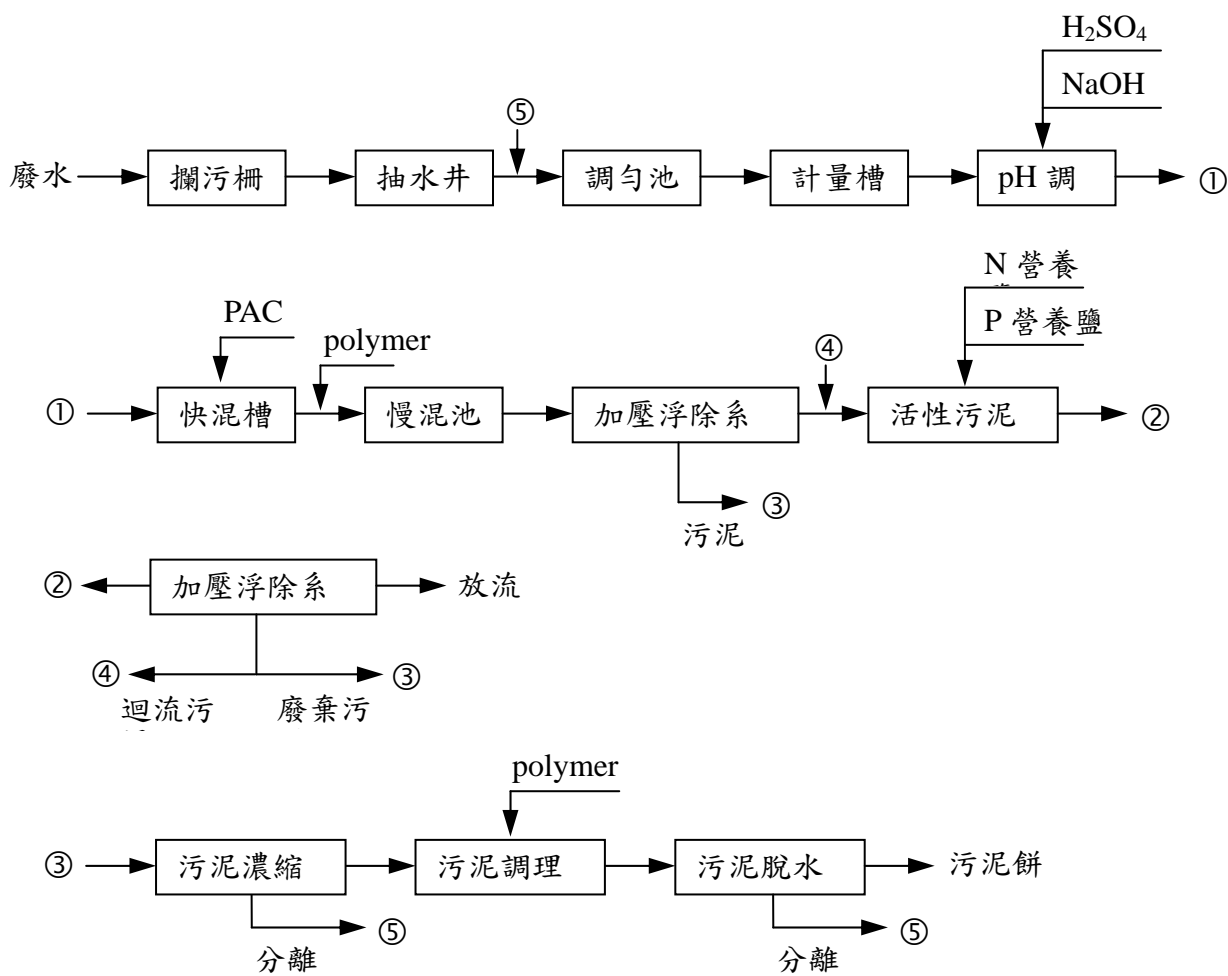 H₂SO₄
NaOH
⑤
廢水
攔污柵
抽水井
調勻池
計量槽
pH 調
①
N 營養
P 營養鹽
PAC
polymer
④
①
快混槽
慢混池
加壓浮除系
活性污泥
②
③
污泥
②
加壓浮除系
放流
④
③
迴流污
廢棄污
polymer
③
污泥濃縮
污泥調理
污泥脫水
污泥餅
⑤
⑤
分離
分離